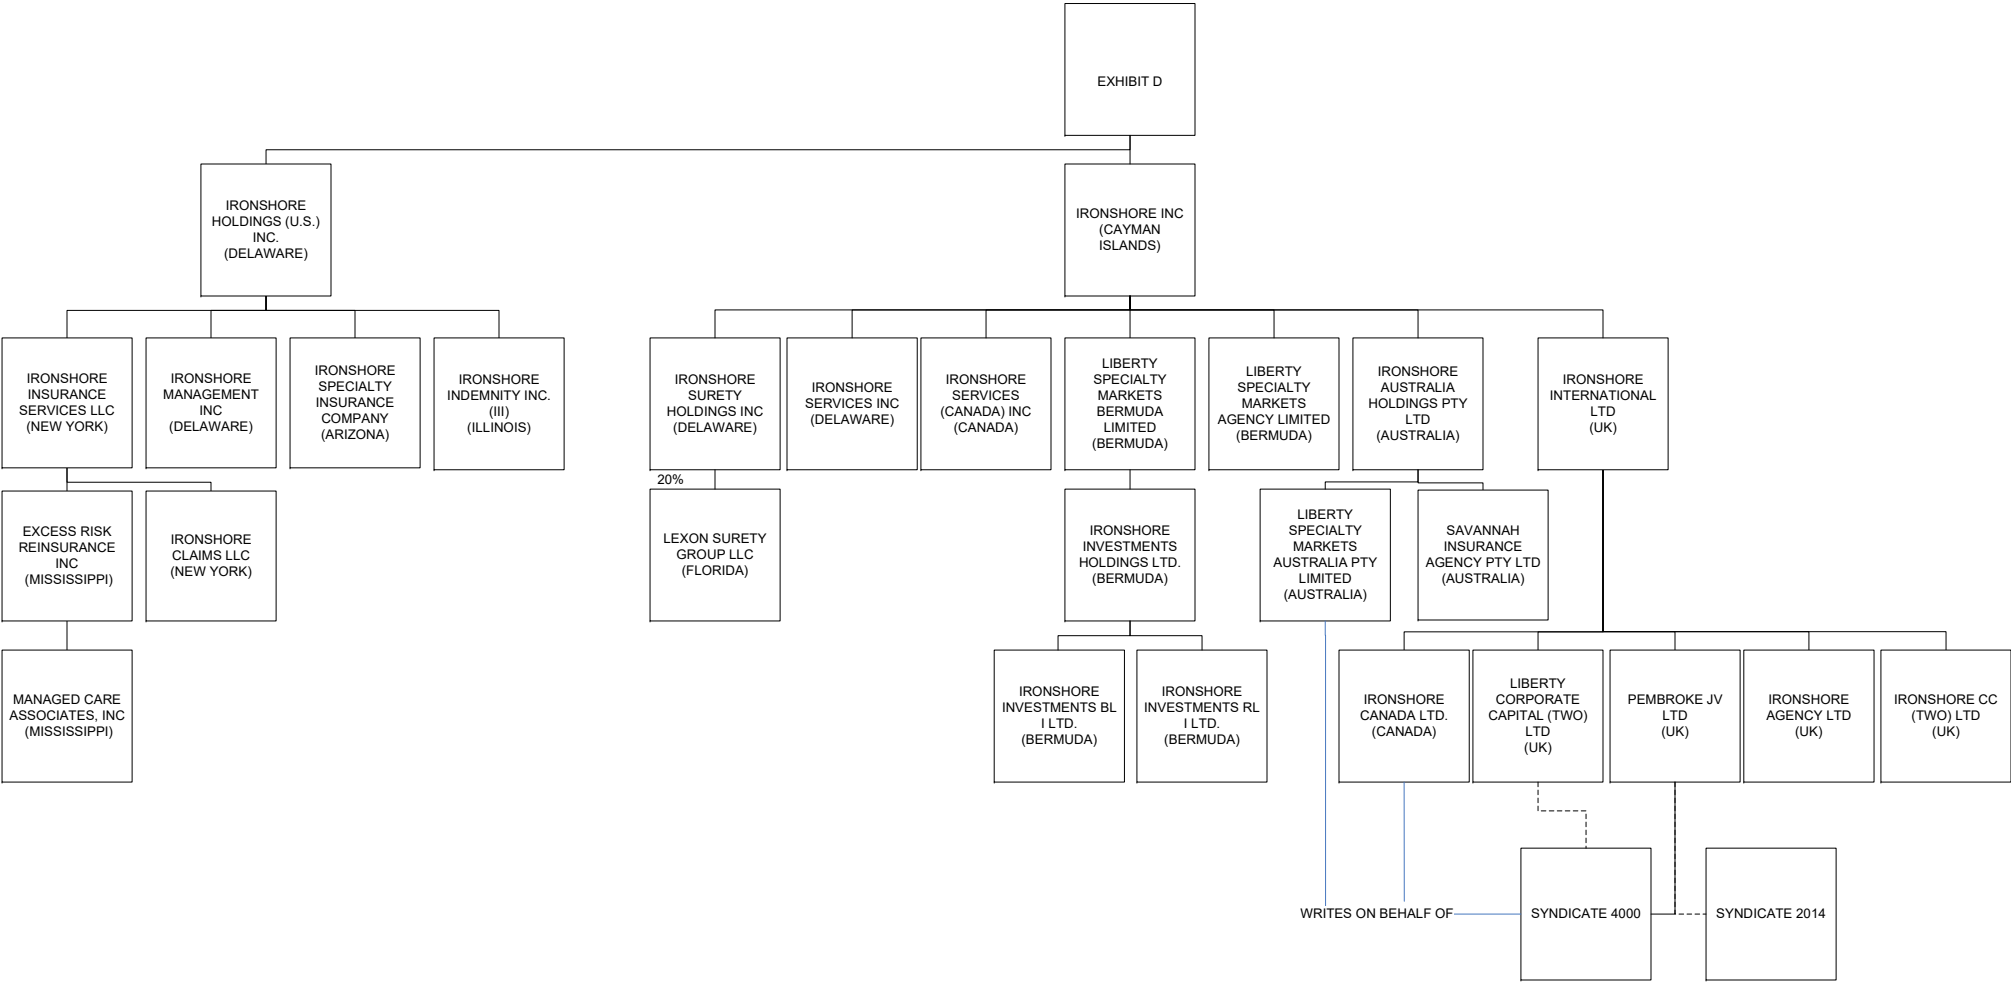 EXHIBIT D
IRONSHORE
HOLDINGS (U.S.)
INC.
(DELAWARE)
IRONSHORE INC
(CAYMAN
ISLANDS)
IRONSHORE
INSURANCE
SERVICES LLC
(NEW YORK)
IRONSHORE
MANAGEMENT
INC
(DELAWARE)
IRONSHORE
SPECIALTY
INSURANCE
COMPANY
(ARIZONA)
IRONSHORE
INDEMNITY INC.
(III)
(ILLINOIS)
IRONSHORE
SURETY
HOLDINGS INC
(DELAWARE)
IRONSHORE
SERVICES INC
(DELAWARE)
IRONSHORE
SERVICES
(CANADA) INC
(CANADA)
LIBERTY
SPECIALTY
MARKETS
BERMUDA
LIMITED
(BERMUDA)
LIBERTY
SPECIALTY
MARKETS
AGENCY LIMITED
(BERMUDA)
IRONSHORE
AUSTRALIA
HOLDINGS PTY
LTD
(AUSTRALIA)
IRONSHORE
INTERNATIONAL
LTD
(UK)
20%
EXCESS RISK
REINSURANCE
INC
(MISSISSIPPI)
IRONSHORE
CLAIMS LLC
(NEW YORK)
LEXON SURETY
GROUP LLC
(FLORIDA)
IRONSHORE
INVESTMENTS
HOLDINGS LTD.
(BERMUDA)
LIBERTY
SPECIALTY
MARKETS
AUSTRALIA PTY
LIMITED
(AUSTRALIA)
SAVANNAH
INSURANCE
AGENCY PTY LTD
(AUSTRALIA)
MANAGED CARE
ASSOCIATES, INC
(MISSISSIPPI)
IRONSHORE
INVESTMENTS BL
I LTD.
(BERMUDA)
IRONSHORE
INVESTMENTS RL
I LTD.
(BERMUDA)
IRONSHORE
CANADA LTD.
(CANADA)
LIBERTY
CORPORATE
CAPITAL (TWO)
LTD
(UK)
PEMBROKE JV
LTD
(UK)
IRONSHORE
AGENCY LTD
(UK)
IRONSHORE CC
(TWO) LTD
(UK)
WRITES ON BEHALF OF
SYNDICATE 4000
SYNDICATE 2014